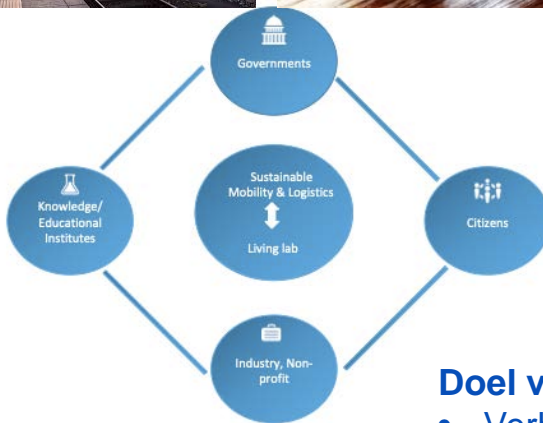 Governments
Knowledge/
Educational
Institutes
Sustainable
Mobility & Logistics
Living lab
Citizens
Industry, Non-
profit
Doel v